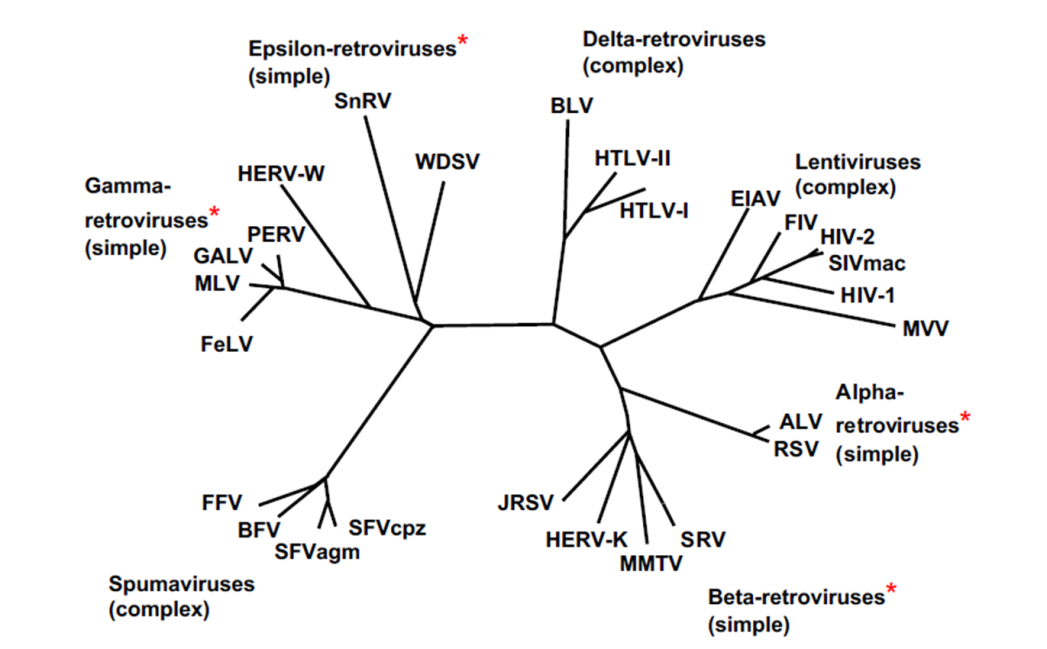 Epsilon-retroviruses*
(simple)
Delta-retroviruses
(complex)
SnRV
BLV
WDSV
HTLV-II
HTLV-I
Lentiviruses
(complex)
HERV-W
Gamma-
retroviruses*
(simple)
PERV
GALV
MLV
FeLV
EIAV
FIV
HIV-2
SIVmac
HIV-1
MVV
Alpha-
retroviruses*
(simple)
ALV
RSV
FFV
BFV
SFVagm
SFVcpz
JRSV
HERV-K
MMTV
SRV
Spumaviruses
(complex)
Beta-retroviruses*
(simple)